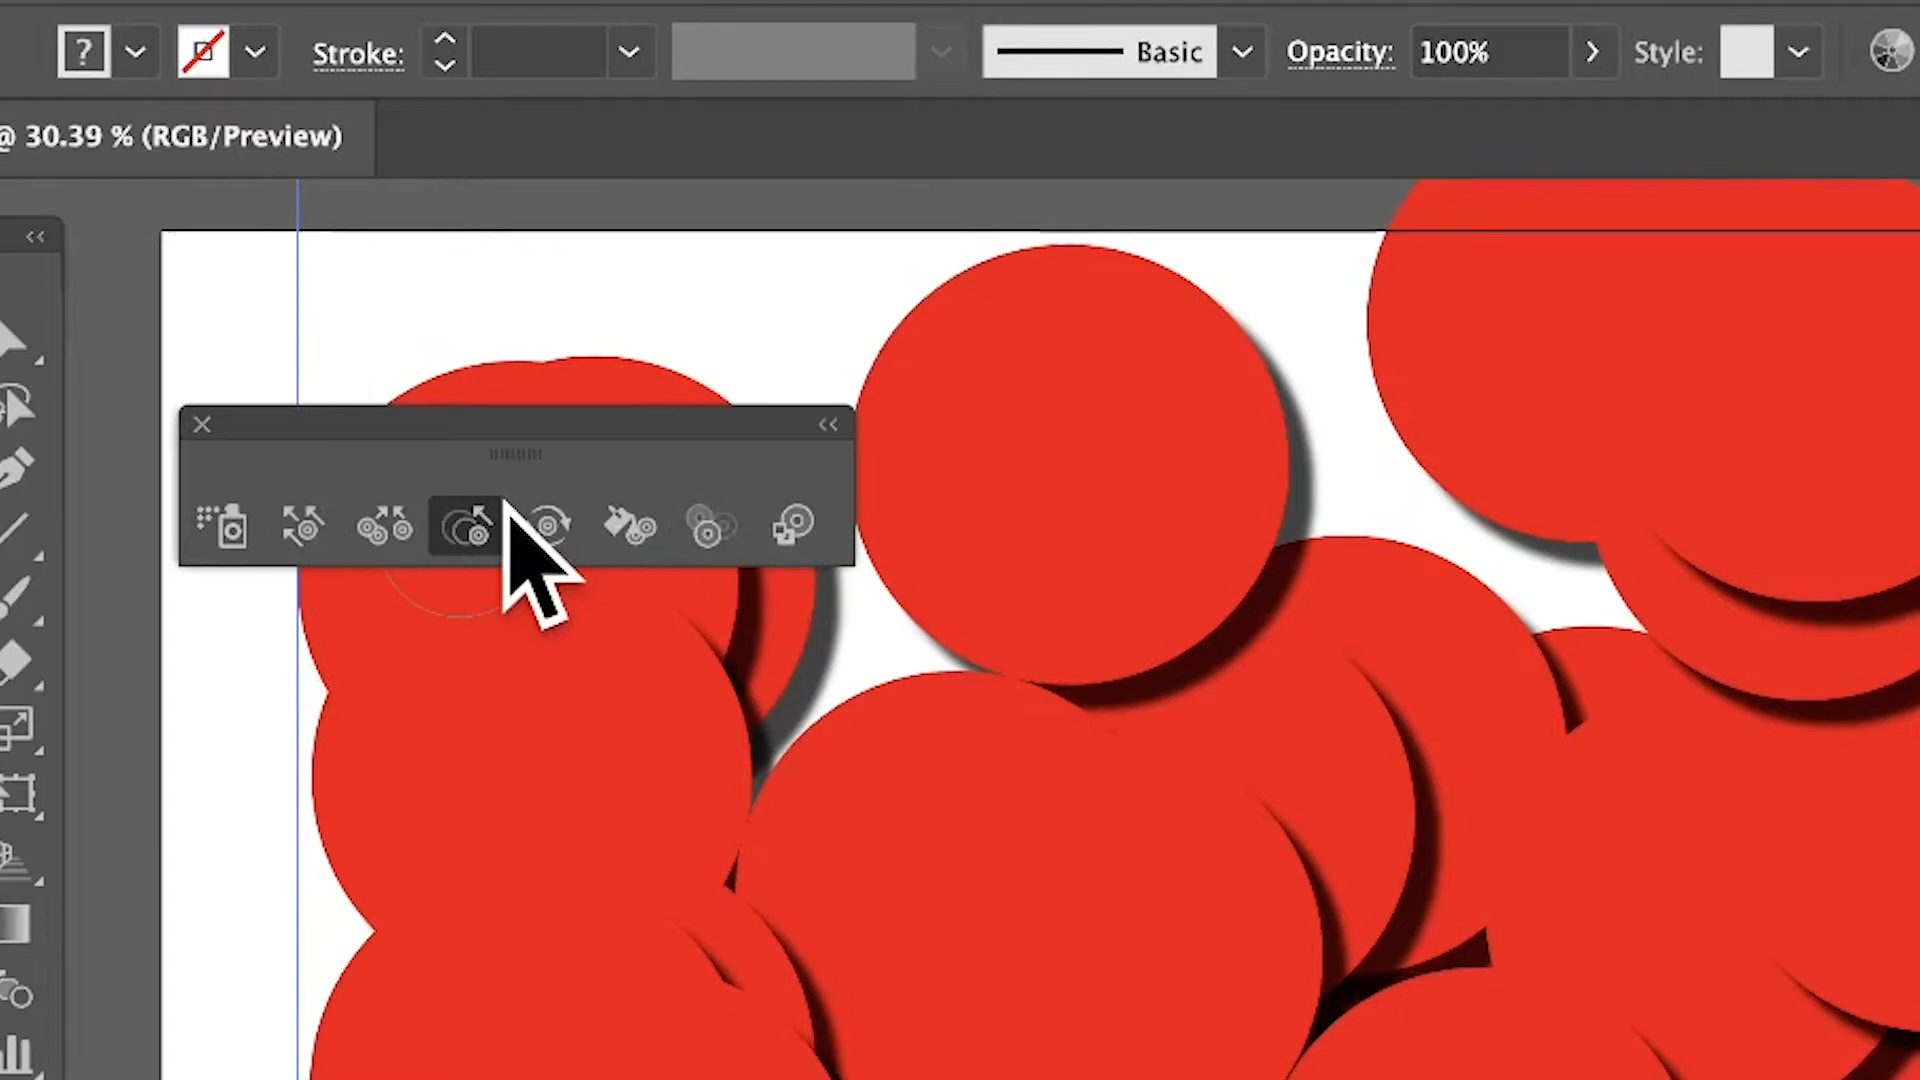 ? Stroke: Basic Opacity: 100% Style:
@ 30.39 % (RGB/Preview)